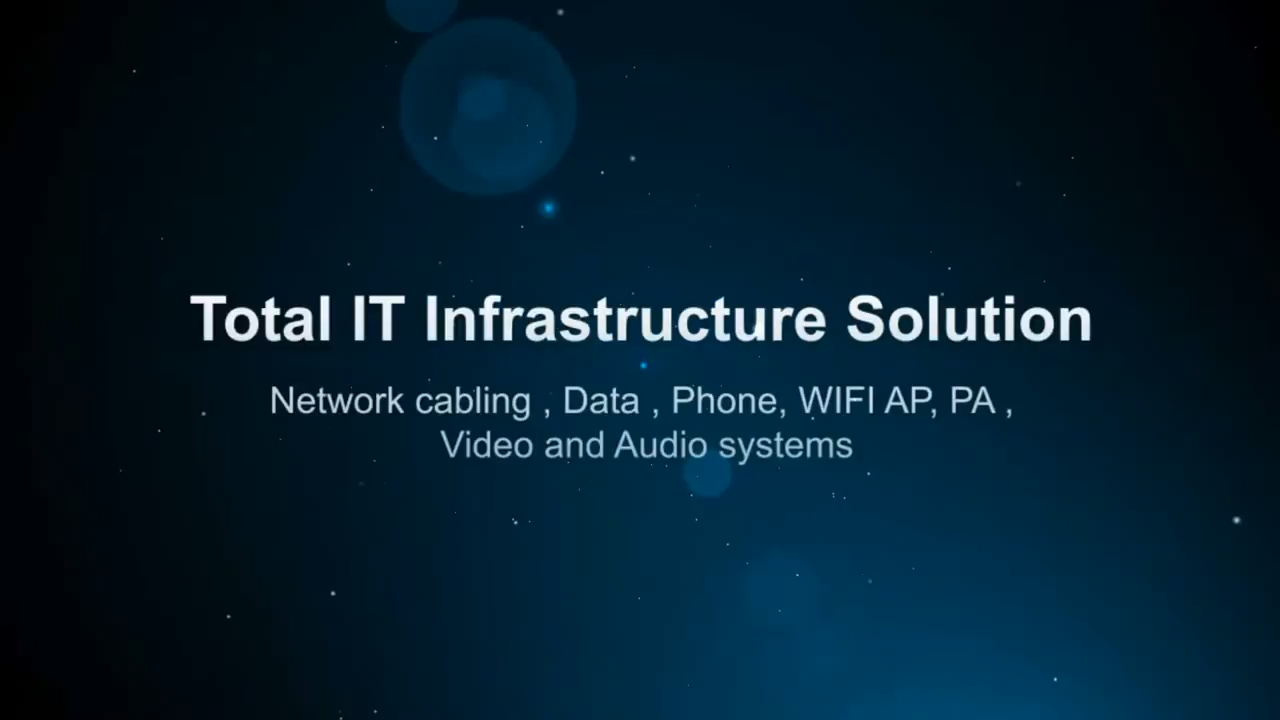 Total IT Infrastructure Solution
Network cabling , Data , Phone, WIFI AP, PA ,
Video and Audio systems